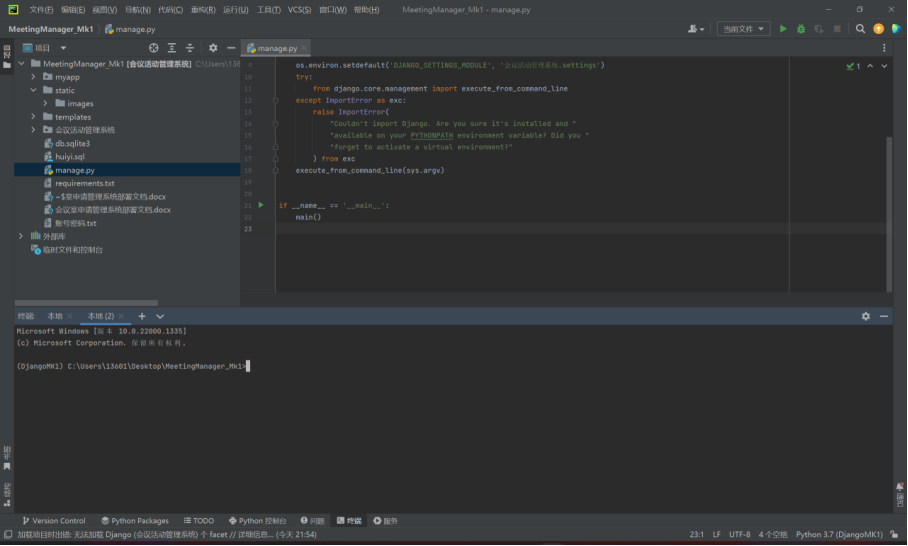 文件(F) 编辑(E) 视图(V) 导航(N) 代码(C) 重构(R) 运行(U) 工具(T) VCS(S) 窗口(W) 帮助(H) MeetingManager_Mk1 - manage.py
MeetingManager_Mk1 manage.py 当前文件
项目
manage.py
MeetingManager_Mk1 [会议活动管理系统] C:\Users\136
myapp
static
images
templates
会议活动管理系统
db.sqlite3
huiyi.sql
manage.py
requirements.txt
~$室申请管理系统部署文档.docx
会议室申请管理系统部署文档.docx
账号密码.txt
外部库
临时文件和控制台
9 os.environ.setdefault('DJANGO_SETTINGS_MODULE', '会议活动管理系统.settings')
10 try:
11 from django.core.management import execute_from_command_line
12 except ImportError as exc:
13 raise ImportError(
14 "Couldn't import Django. Are you sure it's installed and "
15 "available on your PYTHONPATH environment variable? Did you "
16 "forget to activate a virtual environment?"
17 ) from exc
18 execute_from_command_line(sys.argv)
19
20
21 if __name__ == '__main__':
22 main()
23
1
终端: 本地 × 本地 (2) ×
Microsoft Windows [版本 10.0.22000.1335]
(c) Microsoft Corporation. 保留所有权利.
(DjangoMK1) C:\Users\13601\Desktop\MeetingManager_Mk1>
书签
结构
通知
Version Control Python Packages TODO Python 控制台 问题 终端 服务
加载项目时出错: 无法加载 Django (会议活动管理系统) 个 facet // 详细信息... (今天 21:54) 23:1 LF UTF-8 4 个空格 Python 3.7 (DjangoMK1)